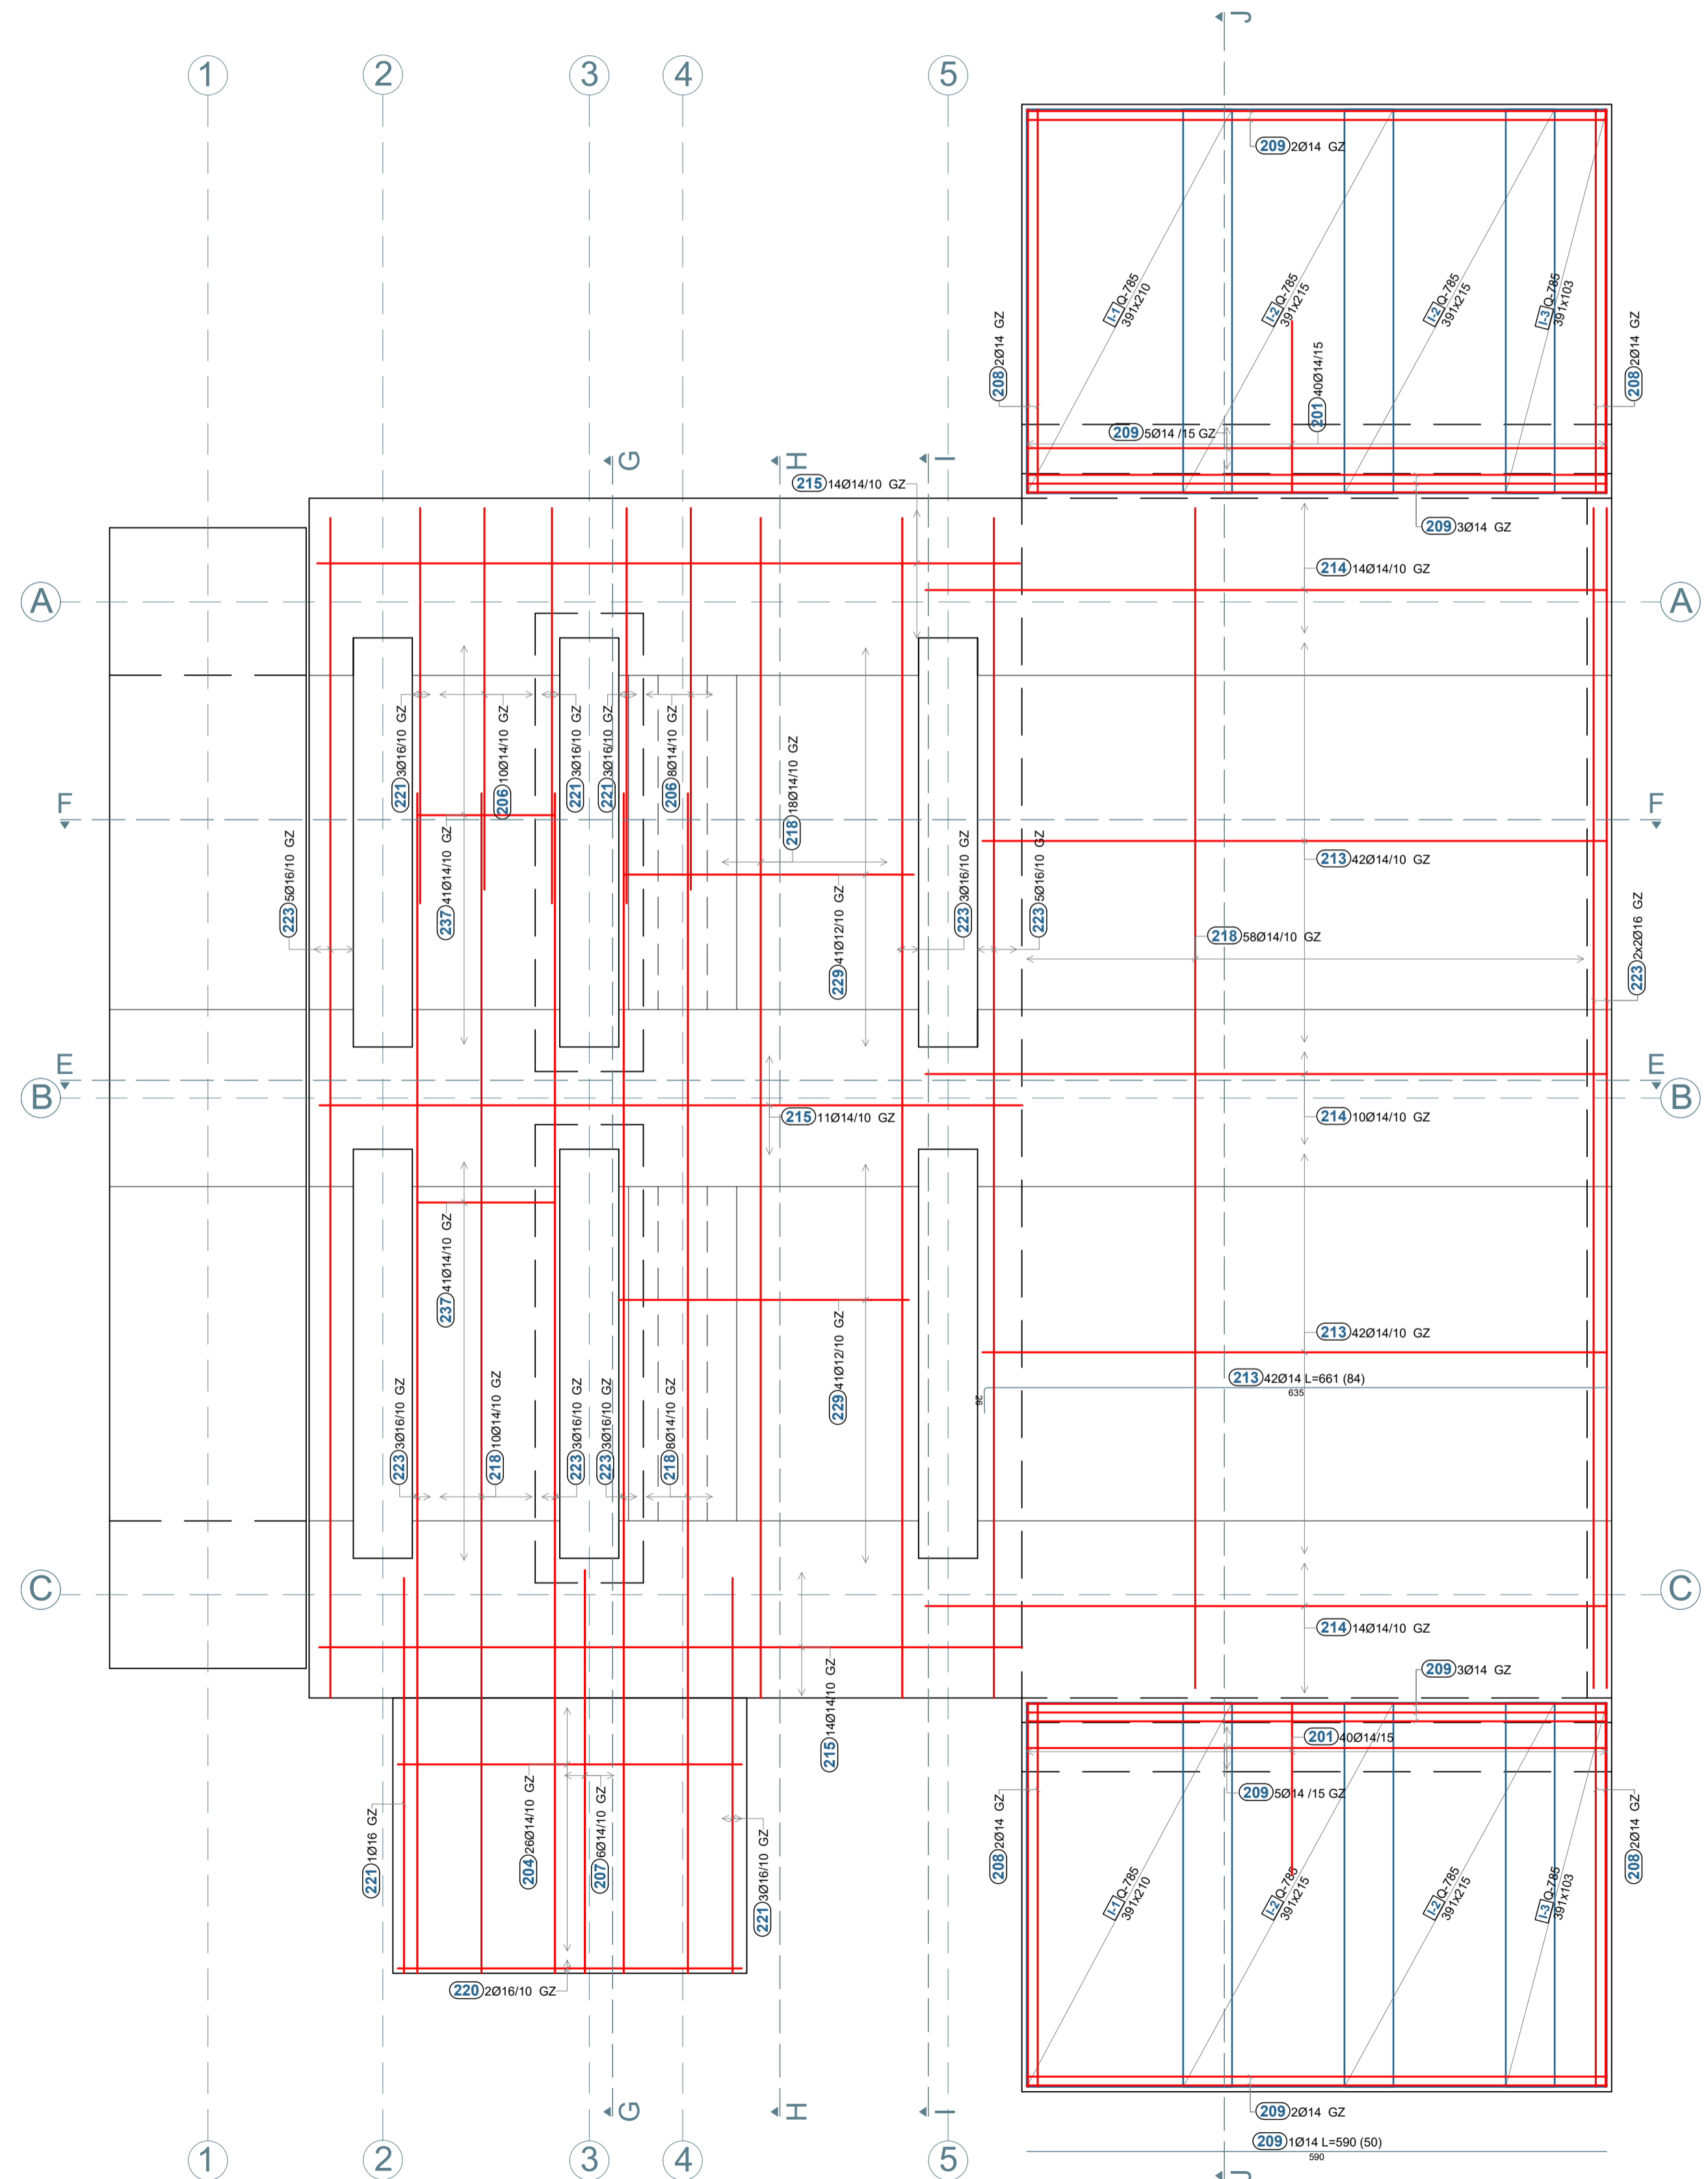 J
1
2
3
4
5
209 2Ø14 GZ
I-1 Q-785
391x210
I-2 Q-785
391x215
I-2 Q-785
391x215
I-3 Q-785
391x103
208 2Ø14 GZ
208 2Ø14 GZ
201 40Ø14/15
209 5Ø14 /15 GZ
G
H
I
215 14Ø14/10 GZ
209 3Ø14 GZ
214 14Ø14/10 GZ
A
A
221 3Ø16/10 GZ
206 10Ø14/10 GZ
221 3Ø16/10 GZ
221 3Ø16/10 GZ
206 8Ø14/10 GZ
218 18Ø14/10 GZ
F
F
223 5Ø16/10 GZ
237 41Ø14/10 GZ
229 41Ø12/10 GZ
223 3Ø16/10 GZ
223 5Ø16/10 GZ
213 42Ø14/10 GZ
218 58Ø14/10 GZ
223 2x2Ø16 GZ
E
E
B
B
215 11Ø14/10 GZ
214 10Ø14/10 GZ
237 41Ø14/10 GZ
229 41Ø12/10 GZ
213 42Ø14/10 GZ
213 42Ø14 L=661 (84)
635
26
223 3Ø16/10 GZ
218 10Ø14/10 GZ
223 3Ø16/10 GZ
223 3Ø16/10 GZ
218 8Ø14/10 GZ
C
C
214 14Ø14/10 GZ
209 3Ø14 GZ
215 14Ø14/10 GZ
201 40Ø14/15
209 5Ø14 /15 GZ
221 1Ø16 GZ
204 26Ø14/10 GZ
207 6Ø14/10 GZ
221 3Ø16/10 GZ
208 2Ø14 GZ
208 2Ø14 GZ
I-1 Q-785
391x210
I-2 Q-785
391x215
I-2 Q-785
391x215
I-3 Q-785
391x103
220 2Ø16/10 GZ
G
H
I
209 2Ø14 GZ
209 1Ø14 L=590 (50)
590
1
2
3
4
5
J